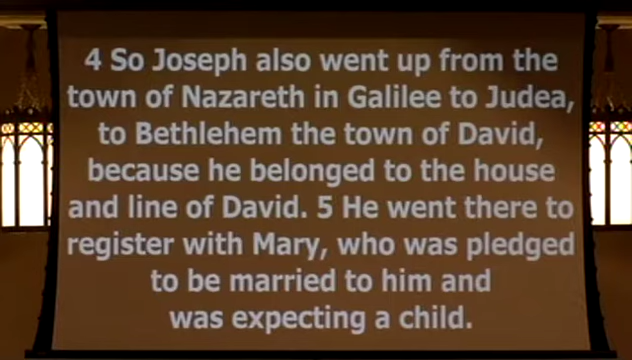 4 So Joseph also went up from the
town of Nazareth in Galilee to Judea,
to Bethlehem the town of David,
because he belonged to the house
and line of David. 5 He went there to
register with Mary, who was pledged
to be married to him and
was expecting a child.